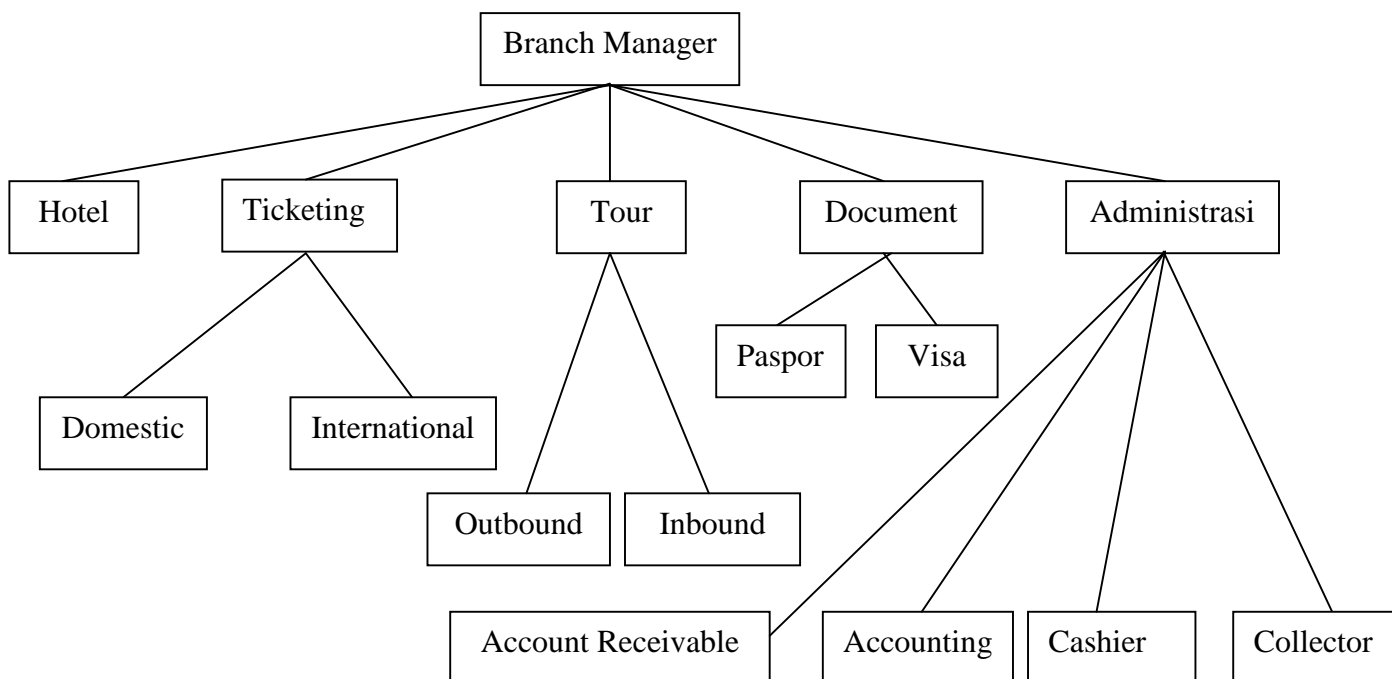 Branch Manager
Hotel
Ticketing
Tour
Document
Administrasi
Paspor
Visa
Domestic
International
Outbound
Inbound
Account Receivable
Accounting
Cashier
Collector